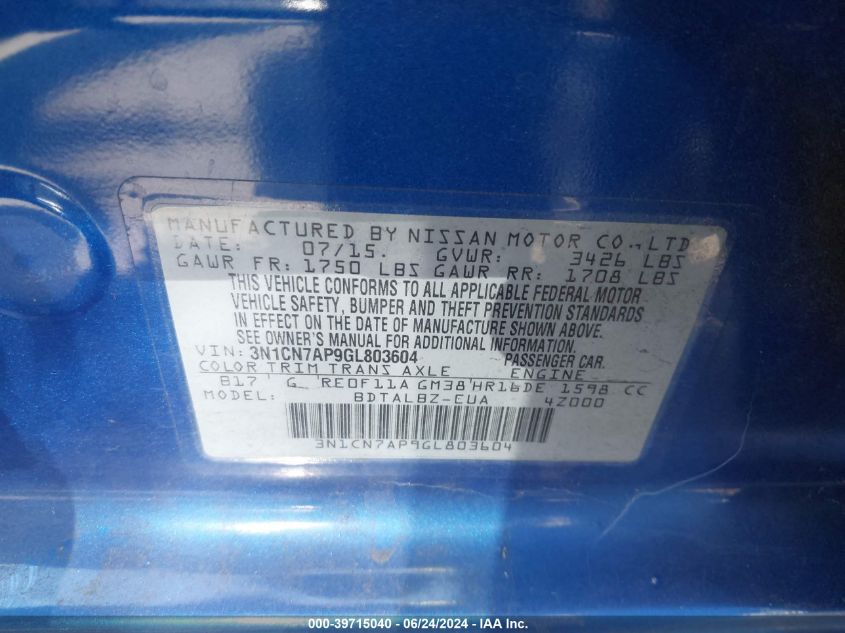 MANUFACTURED BY NISSAN MOTOR CO.,LTD
DATE: 07/15. GVWR: 3426 LBS
GAWR FR: 1750 LBS GAWR RR: 1708 LBS
THIS VEHICLE CONFORMS TO ALL APPLICABLE FEDERAL MOTOR
VEHICLE SAFETY, BUMPER AND THEFT PREVENTION STANDARDS
IN EFFECT ON THE DATE OF MANUFACTURE SHOWN ABOVE.
SEE OWNER'S MANUAL FOR ADDITIONAL INFORMATION.
VIN: 3N1CN7AP9GL803604 PASSENGER CAR.
COLOR TRIM TRANS AXLE ENGINE
B17 G RE0F11A GM38 HR16DE 1598 CC
MODEL: BDTALBZ-EUA 4Z000
3N1CN7AP9GL803604
000-39715040 - 06/24/2024 - IAA Inc.